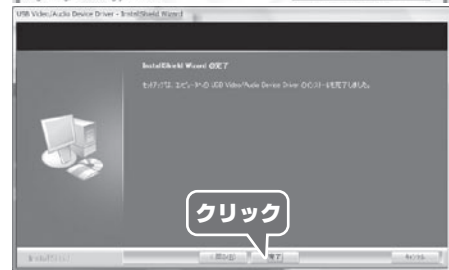 USB Video/Audio Device Driver - InstallShield Wizard
InstallShield Wizard の完了
セットアップは、コンピュータへの USB Video/Audio Device Driver のインストールを完了しました。
クリック
InstallShield
< 戻る(B)
完了
キャンセル